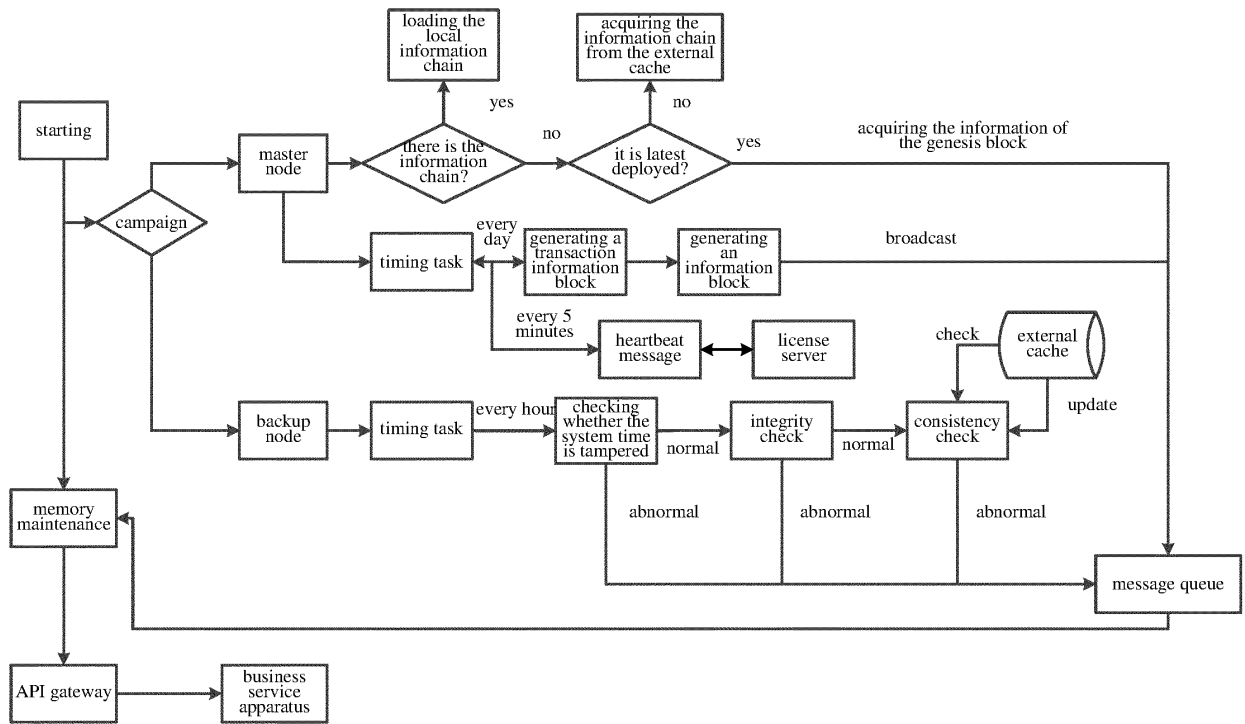 loading the
local
information
chain
acquiring the
information chain
from the external
cache
starting
yes
no
master
node
there is the
information
chain?
no
it is latest
deployed?
yes
acquiring the information of
the genesis block
campaign
timing task
every
day
generating a
transaction
information
block
generating
an
information
block
broadcast
every 5
minutes
heartbeat
message
license
server
check
external
cache
update
backup
node
timing task
every hour
checking
whether the
system time
is tampered
normal
integrity
check
normal
consistency
check
memory
maintenance
abnormal
abnormal
abnormal
message queue
API gateway
business
service
apparatus